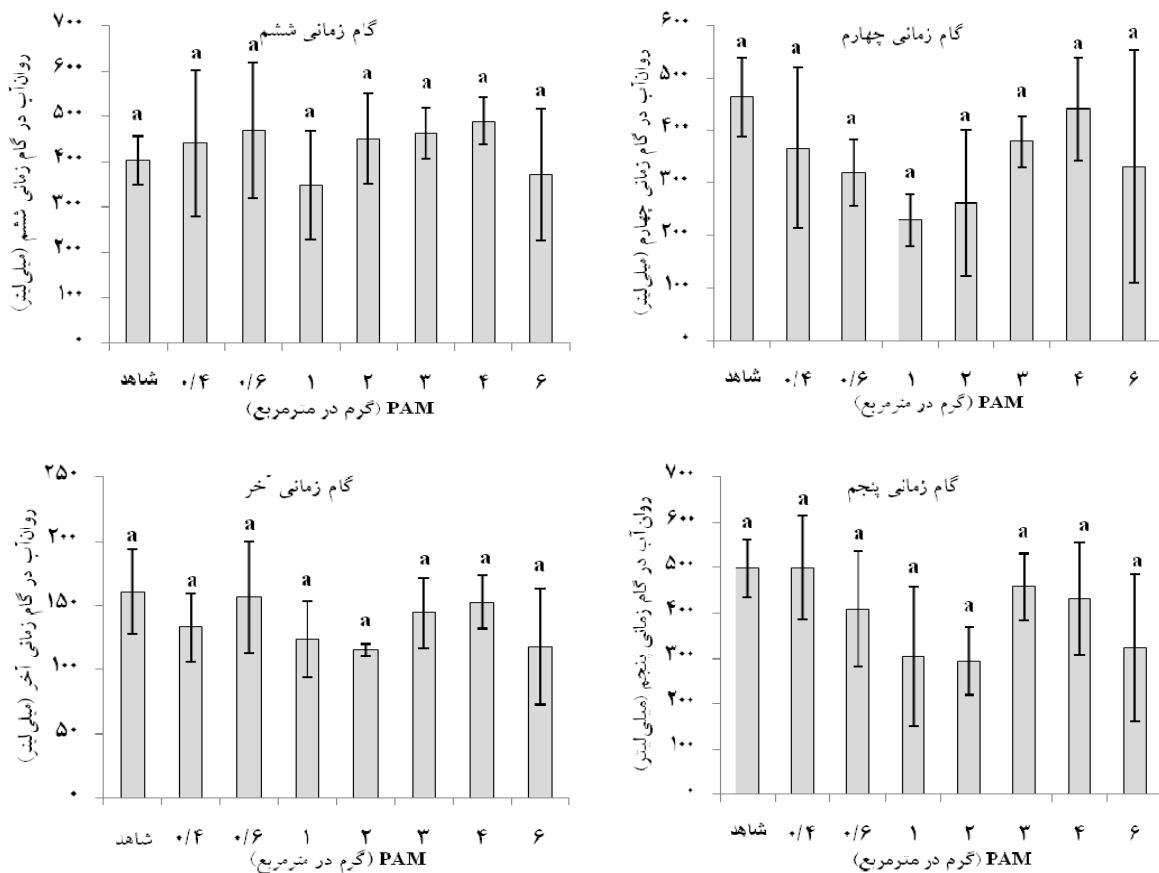 گام زمانی چهارم
روان‌آب در گام زمانی چهارم (میلی‌لیتر)
۶۰۰
۵۰۰
۴۰۰
۳۰۰
۲۰۰
۱۰۰
۰
a a a a a a a a
شاهد ۰/۴ ۰/۶ ۱ ۲ ۳ ۴ ۶
PAM (گرم در مترمربع)
گام زمانی ششم
روان‌آب در گام زمانی ششم (میلی‌لیتر)
۷۰۰
۶۰۰
۵۰۰
۴۰۰
۳۰۰
۲۰۰
۱۰۰
۰
a a a a a a a a
شاهد ۰/۴ ۰/۶ ۱ ۲ ۳ ۴ ۶
PAM (گرم در مترمربع)
گام زمانی پنجم
روان‌آب در گام زمانی پنجم (میلی‌لیتر)
۷۰۰
۶۰۰
۵۰۰
۴۰۰
۳۰۰
۲۰۰
۱۰۰
۰
a a a a a a a a
شاهد ۰/۴ ۰/۶ ۱ ۲ ۳ ۴ ۶
PAM (گرم در مترمربع)
گام زمانی آخر
روان‌آب در گام زمانی آخر (میلی‌لیتر)
۲۵۰
۲۰۰
۱۵۰
۱۰۰
۵۰
۰
a a a a a a a a
شاهد ۰/۴ ۰/۶ ۱ ۲ ۳ ۴ ۶
PAM (گرم در مترمربع)